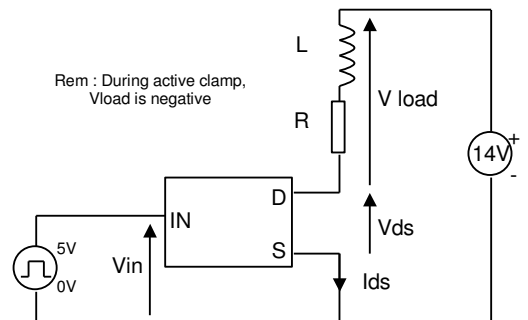 L
Rem : During active clamp,
Vload is negative
V load
R
14V
+
-
D
IN
Vds
S
5V
Vin
Ids
0V